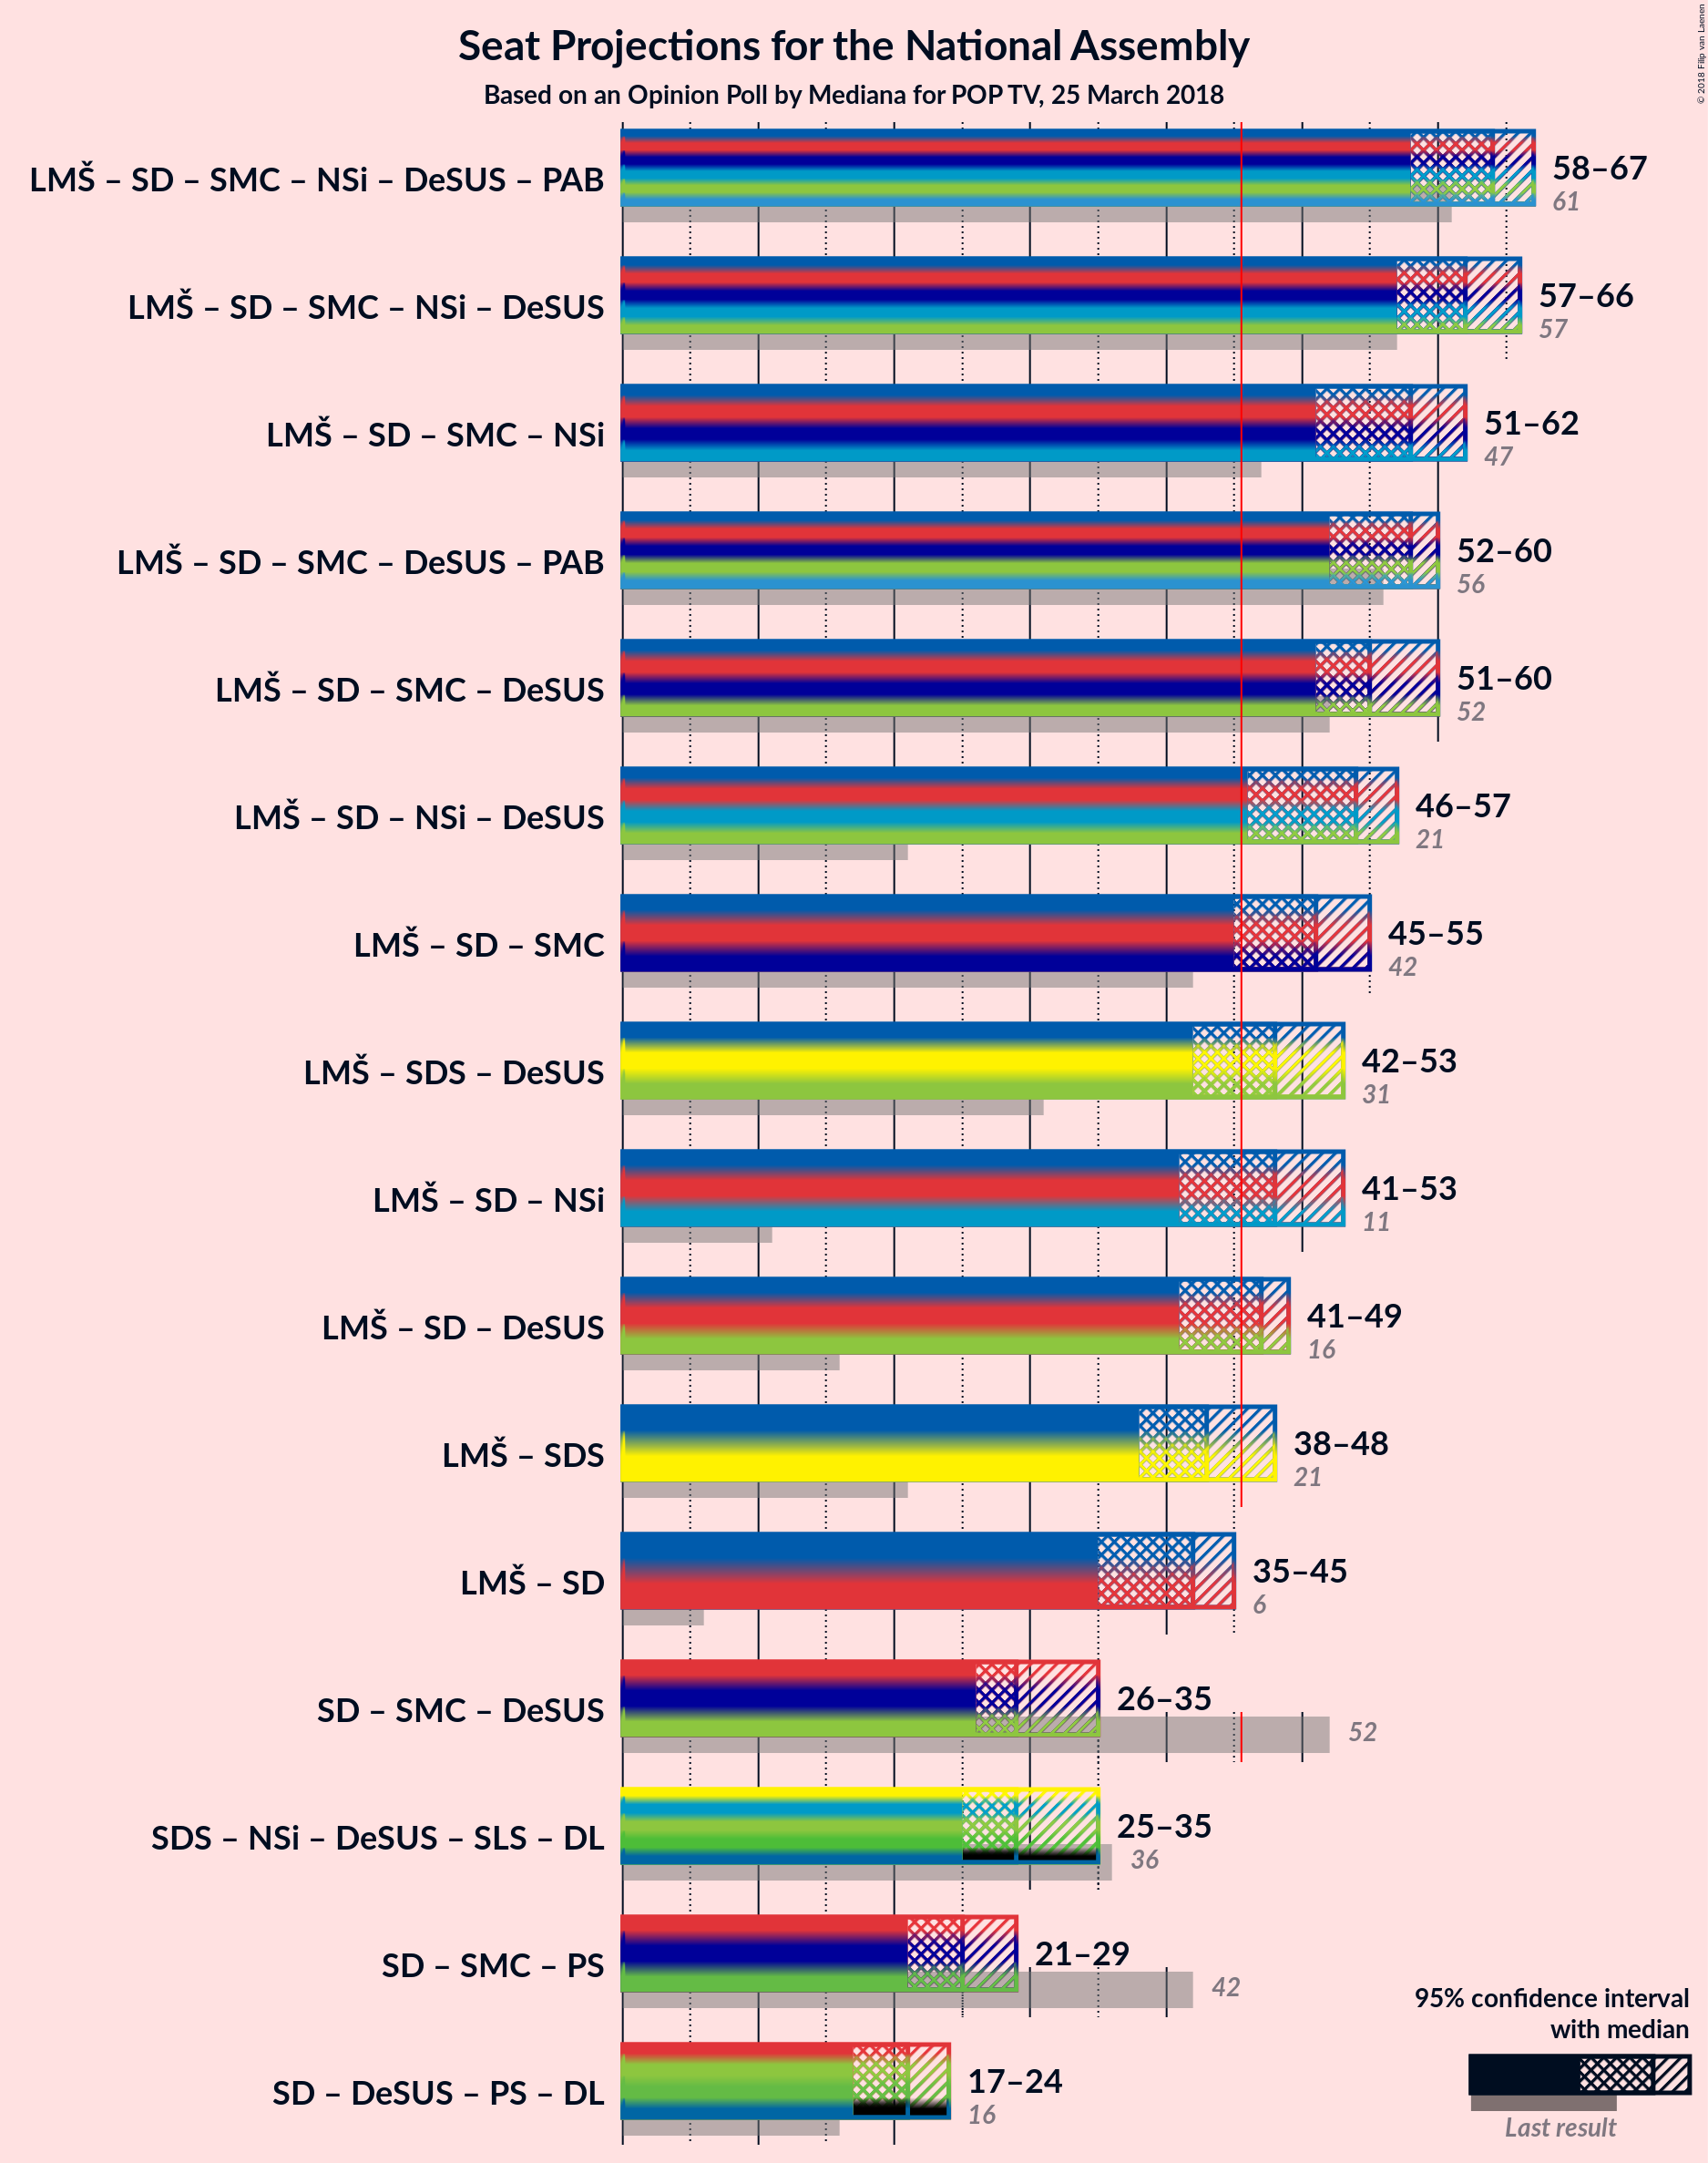 Seat Projections for the National Assembly
Based on an Opinion Poll by Mediana for POP TV, 25 March 2018
© 2018 Filip van Laenen
LMŠ – SD – SMC – NSi – DeSUS – PAB
58–67
61
LMŠ – SD – SMC – NSi – DeSUS
57–66
57
LMŠ – SD – SMC – NSi
51–62
47
LMŠ – SD – SMC – DeSUS – PAB
52–60
56
LMŠ – SD – SMC – DeSUS
51–60
52
LMŠ – SD – NSi – DeSUS
46–57
21
LMŠ – SD – SMC
45–55
42
LMŠ – SDS – DeSUS
42–53
31
LMŠ – SD – NSi
41–53
11
LMŠ – SD – DeSUS
41–49
16
LMŠ – SDS
38–48
21
LMŠ – SD
35–45
6
SD – SMC – DeSUS
26–35
52
SDS – NSi – DeSUS – SLS – DL
25–35
36
SD – SMC – PS
21–29
42
SD – DeSUS – PS – DL
17–24
16
95% confidence interval
with median
Last result